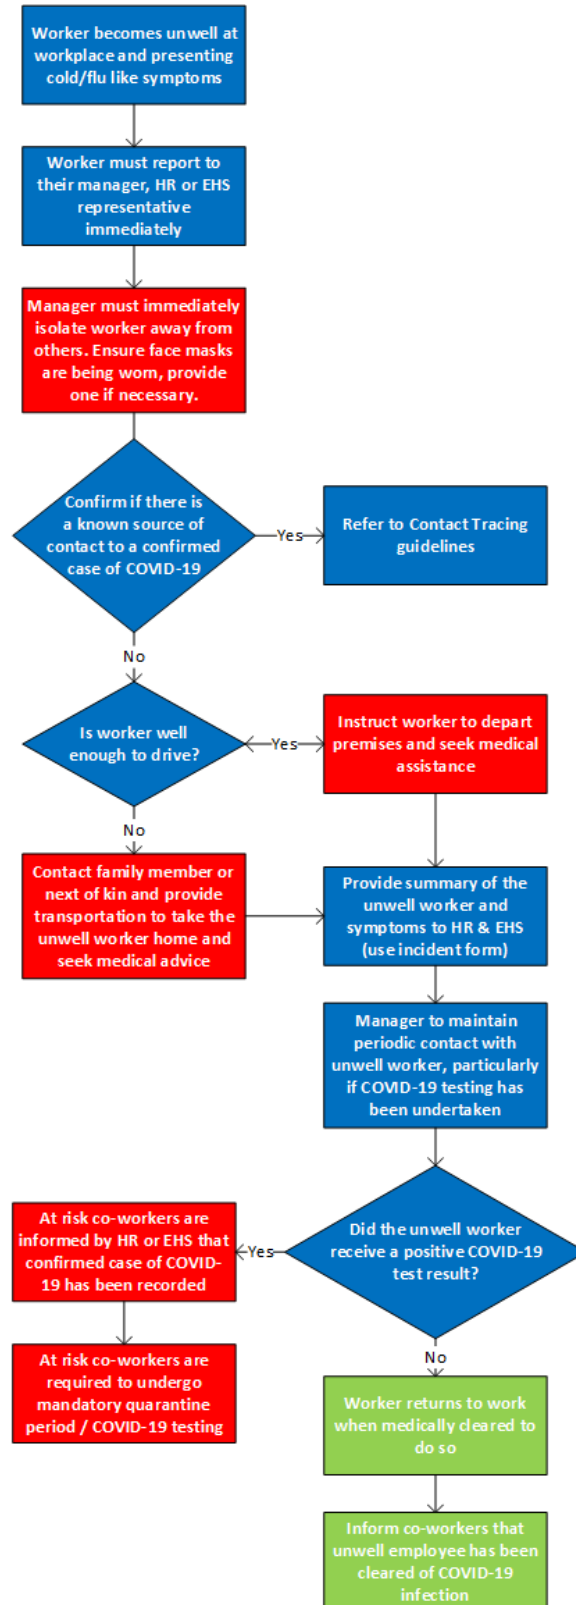 Worker becomes unwell at
workplace and presenting
cold/flu like symptoms
Worker must report to
their manager, HR or EHS
representative
immediately
Manager must immediately
isolate worker away from
others. Ensure face masks
are being worn, provide
one if necessary.
Confirm if there is
a known source of
contact to a confirmed
case of COVID-19
Yes
Refer to Contact Tracing
guidelines
No
Is worker well
enough to drive?
Yes
Instruct worker to depart
premises and seek medical
assistance
No
Contact family member or
next of kin and provide
transportation to take the
unwell worker home and
seek medical advice
Provide summary of the
unwell worker and
symptoms to HR & EHS
(use incident form)
Manager to maintain
periodic contact with
unwell worker, particularly
if COVID-19 testing has
been undertaken
Did the unwell worker
receive a positive COVID-19
test result?
Yes
At risk co-workers are
informed by HR or EHS that
confirmed case of COVID-
19 has been recorded
At risk co-workers are
required to undergo
mandatory quarantine
period / COVID-19 testing
No
Worker returns to work
when medically cleared to
do so
Inform co-workers that
unwell employee has been
cleared of COVID-19
infection